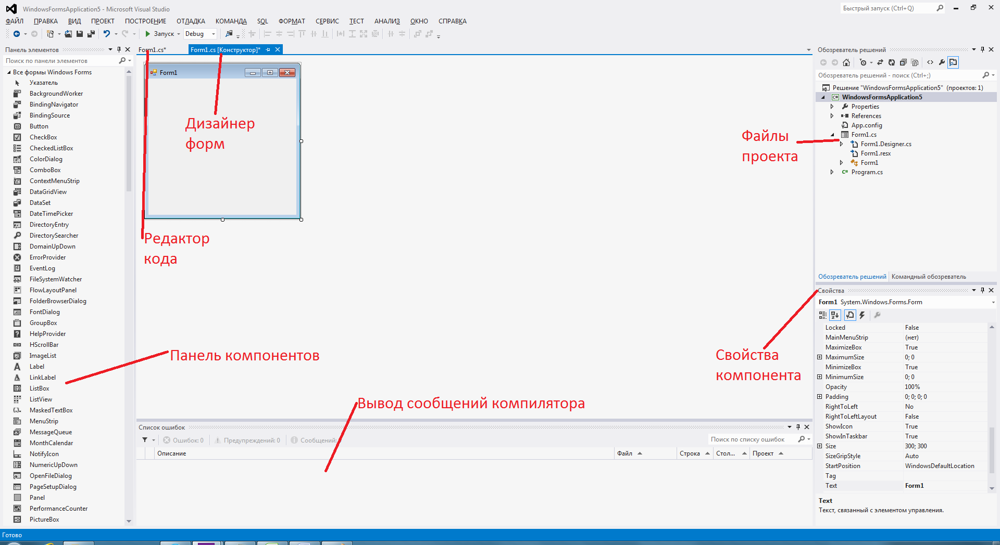 WindowsFormsApplication5 - Microsoft Visual Studio
Быстрый запуск (Ctrl+Q)
ФАЙЛ ПРАВКА ВИД ПРОЕКТ ПОСТРОЕНИЕ ОТЛАДКА КОМАНДА SQL ФОРМАТ СЕРВИС ТЕСТ АНАЛИЗ ОКНО СПРАВКА
Запуск Debug
Панель элементов
Поиск по панели элементов
Все формы Windows Forms
Указатель
BackgroundWorker
BindingNavigator
BindingSource
Button
CheckBox
CheckedListBox
ColorDialog
ComboBox
ContextMenuStrip
DataGridView
DataSet
DateTimePicker
DirectoryEntry
DirectorySearcher
DomainUpDown
ErrorProvider
EventLog
FileSystemWatcher
FlowLayoutPanel
FolderBrowserDialog
FontDialog
GroupBox
HelpProvider
HScrollBar
ImageList
Label
LinkLabel
ListBox
ListView
MaskedTextBox
MenuStrip
MessageQueue
MonthCalendar
NotifyIcon
NumericUpDown
OpenFileDialog
PageSetupDialog
Panel
PerformanceCounter
PictureBox
Form1.cs* Form1.cs [Конструктор]*
Form1
Дизайнер
форм
Редактор
кода
Панель компонентов
Вывод сообщений компилятора
Список ошибок
Ошибок: 0 Предупреждений: 0 Сообщений:
Поиск по списку ошибок
Описание Файл Строка Стол... Проект
Обозреватель решений
Обозреватель решений - поиск (Ctrl+;)
Решение "WindowsFormsApplication5" (проектов: 1)
WindowsFormsApplication5
Properties
References
App.config
Form1.cs
Form1.Designer.cs
Form1.resx
Form1
Program.cs
Файлы
проекта
Обозреватель решений Командный обозреватель
Свойства
Form1 System.Windows.Forms.Form
Locked False
MainMenuStrip (нет)
MaximizeBox True
MaximumSize 0; 0
MinimizeBox True
MinimumSize 0; 0
Opacity 100%
Padding 0; 0; 0; 0
RightToLeft No
RightToLeftLayout False
ShowIcon True
ShowInTaskbar True
Size 300; 300
SizeGripStyle Auto
StartPosition WindowsDefaultLocation
Tag
Text Form1
Свойства
компонента
Text
Текст, связанный с элементом управления.
Готово